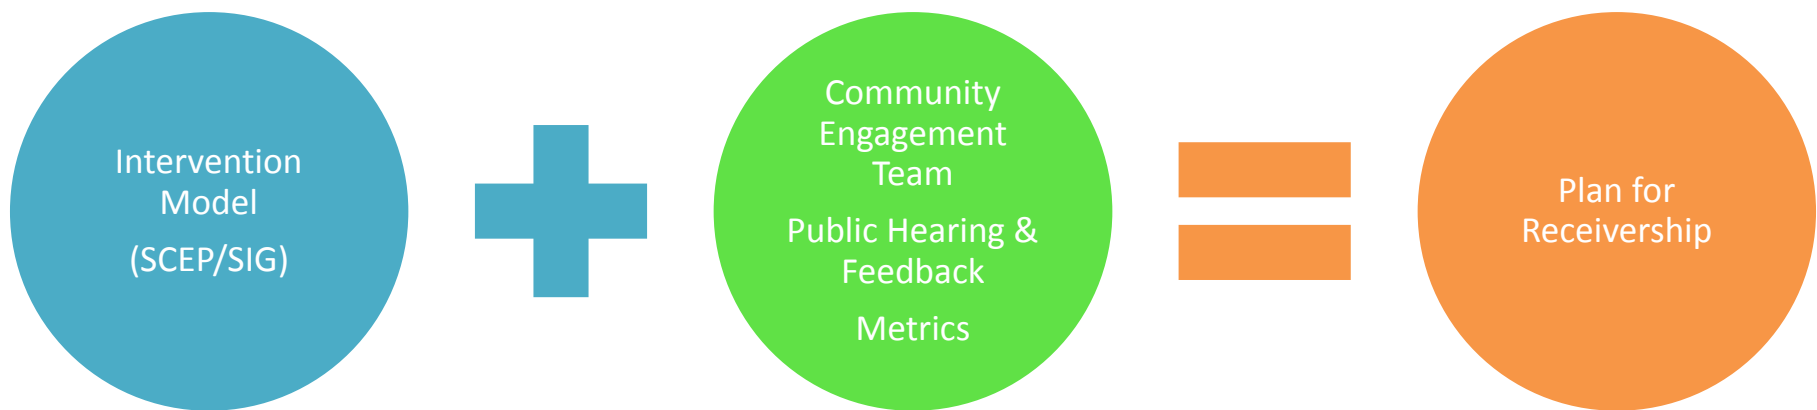 Intervention
Model
(SCEP/SIG)
Community
Engagement
Team
Public Hearing &
Feedback
Metrics
Plan for
Receivership